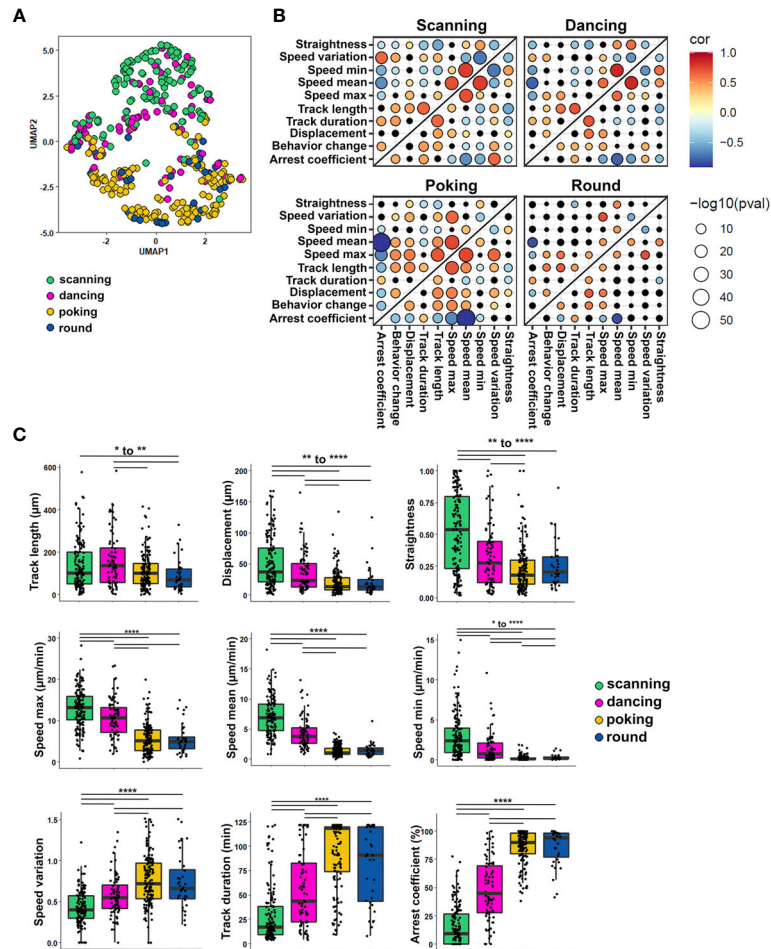 A
5.0
2.5
0.0
-2.5
-5.0
UMAP2
-2
0
2
UMAP1
scanning
dancing
poking
round
B
Scanning
Dancing
Straightness
Speed variation
Speed min
Speed mean
Speed max
Track length
Track duration
Displacement
Behavior change
Arrest coefficient
Poking
Round
Straightness
Speed variation
Speed min
Speed mean
Speed max
Track length
Track duration
Displacement
Behavior change
Arrest coefficient
Arrest coefficient
Behavior change
Displacement
Track duration
Track length
Speed max
Speed mean
Speed min
Speed variation
Straightness
Arrest coefficient
Behavior change
Displacement
Track duration
Track length
Speed max
Speed mean
Speed min
Speed variation
Straightness
cor
1.0
0.5
0.0
−0.5
−log10(pval)
10
20
30
40
50
C
* to **
Track length (µm)
600
400
200
0
** to ****
Displacement (µm)
200
150
100
50
0
** to ****
Straightness
1.00
0.75
0.50
0.25
0.00
****
Speed max (µm/min)
30
20
10
0
****
Speed mean (µm/min)
20
15
10
5
0
* to ****
Speed min (µm/min)
15
10
5
0
scanning
dancing
poking
round
****
Speed variation
1.5
1.0
0.5
0.0
****
Track duration (min)
125
100
75
50
25
0
****
Arrest coefficient (%)
100
75
50
25
0